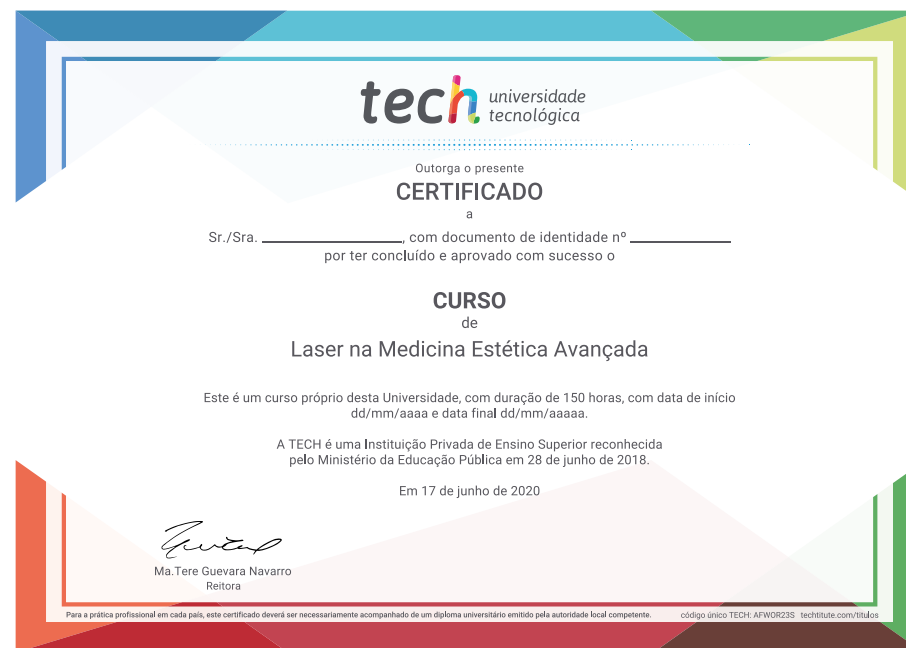 tech universidade
tecnológica
Outorga o presente
CERTIFICADO
a
Sr./Sra. ____________________, com documento de identidade nº ______________
por ter concluído e aprovado com sucesso o
CURSO
de
Laser na Medicina Estética Avançada
Este é um curso próprio desta Universidade, com duração de 150 horas, com data de início
dd/mm/aaaa e data final dd/mm/aaaaa.
A TECH é uma Instituição Privada de Ensino Superior reconhecida
pelo Ministério da Educação Pública em 28 de junho de 2018.
Em 17 de junho de 2020
Ma.Tere Guevara Navarro
Reitora
Para a prática profissional em cada país, este certificado deverá ser necessariamente acompanhado de um diploma universitário emitido pela autoridade local competente. código único TECH: AFWOR23S techtitute.com/titulos